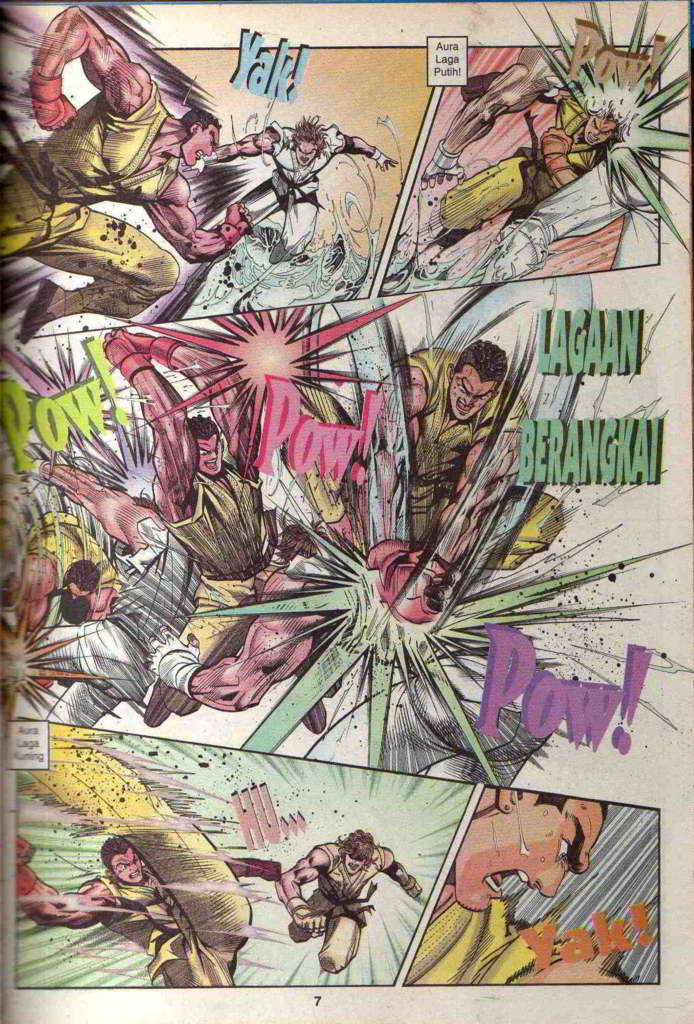 Yak!
Aura
Laga
Putih!
Pow!
Pow!
Pow!
LAGAAN
BERANGKAI
Pow!
Aura
Laga
Kuning
HU...
Yak!
7